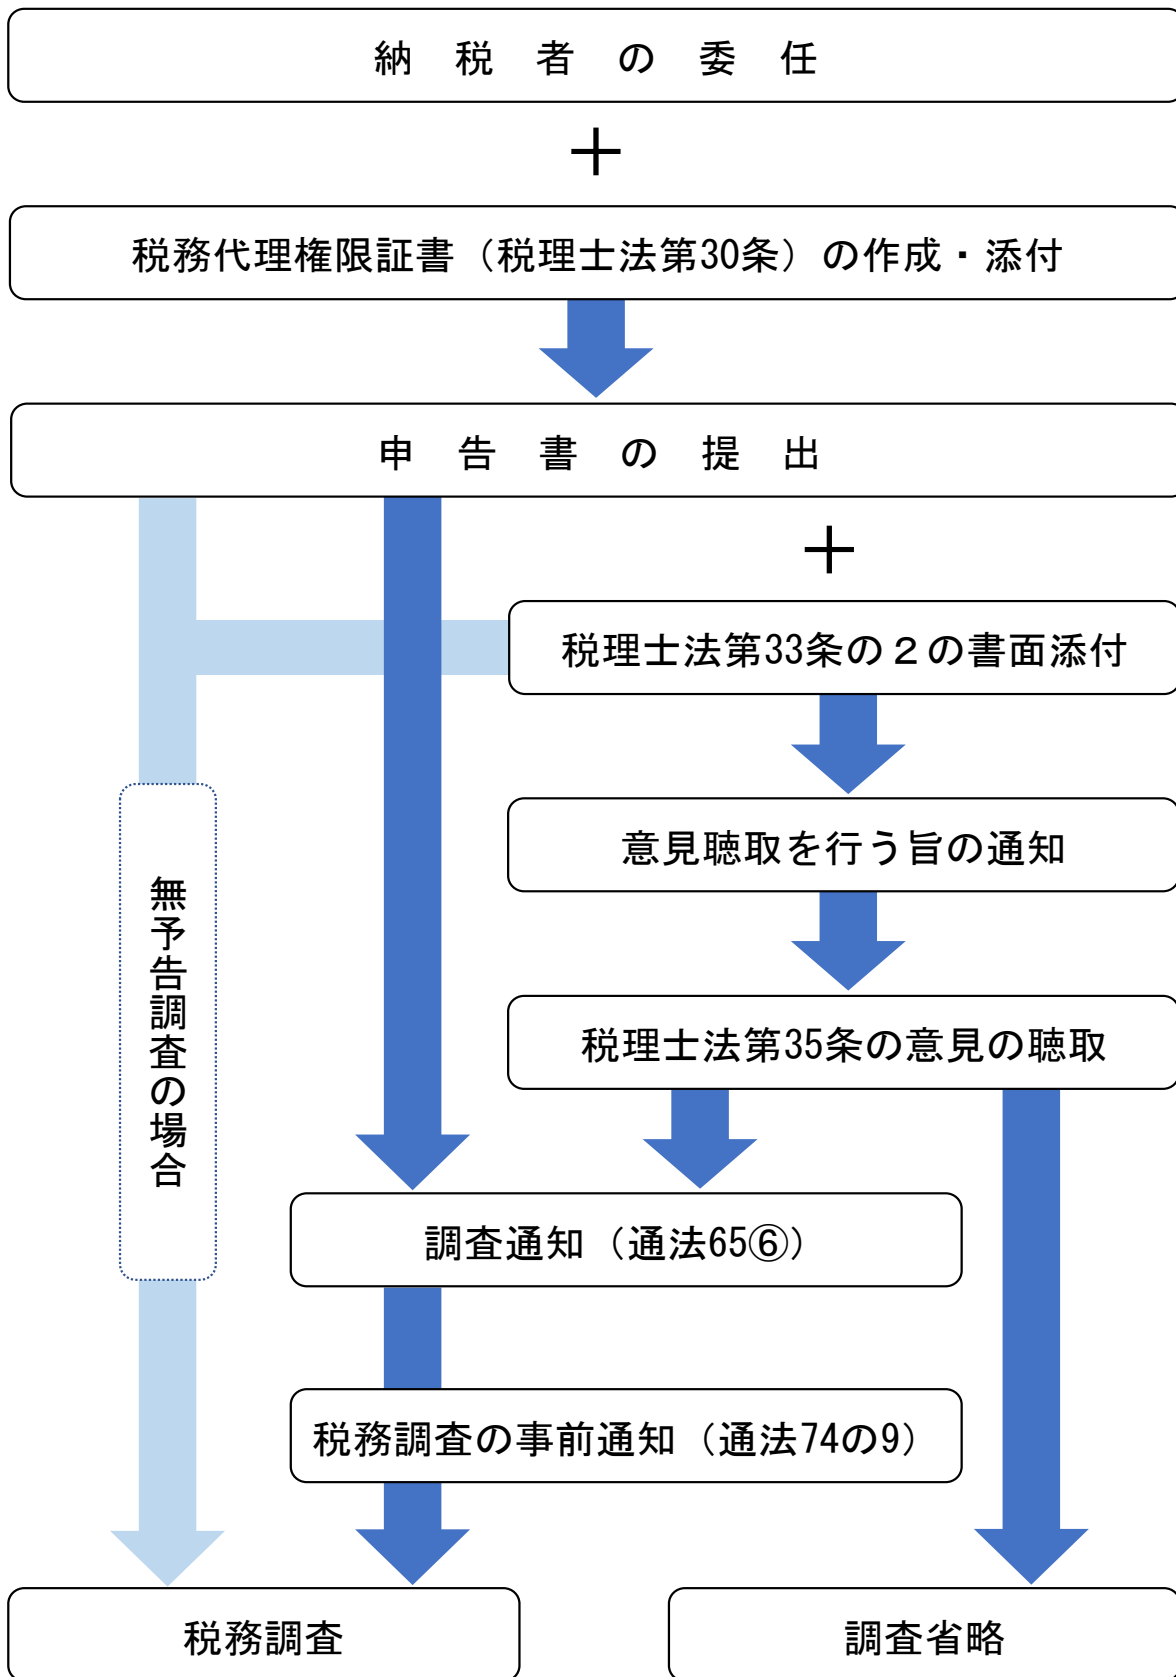 納税者の委任
＋
税務代理権限証書（税理士法第30条）の作成・添付
申告書の提出
＋
税理士法第33条の２の書面添付
意見聴取を行う旨の通知
無予告調査の場合
税理士法第35条の意見の聴取
調査通知（通法65⑥）
税務調査の事前通知（通法74の9）
税務調査
調査省略